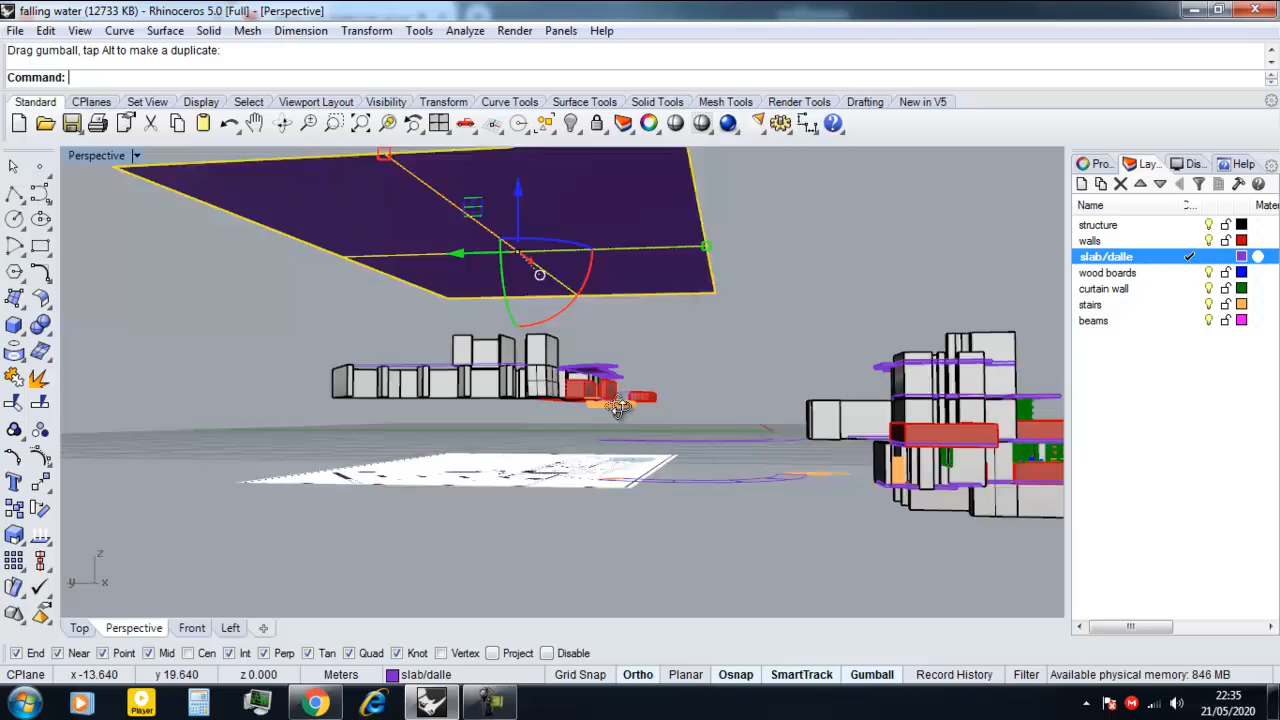 falling water (12733 KB) - Rhinoceros 5.0 [Full] - [Perspective]
File Edit View Curve Surface Solid Mesh Dimension Transform Tools Analyze Render Panels Help
Drag gumball, tap Alt to make a duplicate:
Command:
Standard CPlanes Set View Display Select Viewport Layout Visibility Transform Curve Tools Surface Tools Solid Tools Mesh Tools Render Tools Drafting New in V5
Perspective
Pro... Lay... Dis... Help
Name C... Mater
structure
walls
slab/dalle
wood boards
curtain wall
stairs
beams
z
y x
Top Perspective Front Left
End Near Point Mid Cen Int Perp Tan Quad Knot Vertex Project Disable
CPlane x -13.640 y 19.640 z 0.000 Meters slab/dalle Grid Snap Ortho Planar Osnap SmartTrack Gumball Record History Filter Available physical memory: 846 MB
Player
22:35
21/05/2020